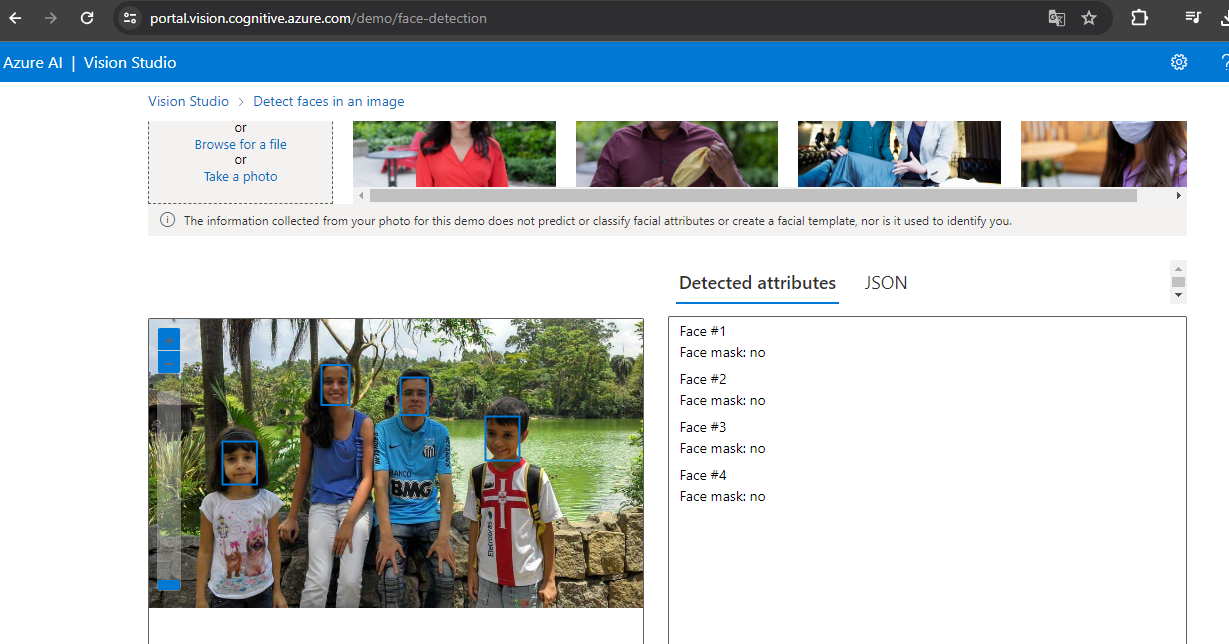 portal.vision.cognitive.azure.com/demo/face-detection
Azure AI | Vision Studio
Vision Studio > Detect faces in an image
or
Browse for a file
or
Take a photo
The information collected from your photo for this demo does not predict or classify facial attributes or create a facial template, nor is it used to identify you.
Detected attributes JSON
Face #1
Face mask: no
Face #2
Face mask: no
Face #3
Face mask: no
Face #4
Face mask: no
BMG
Eletrobras